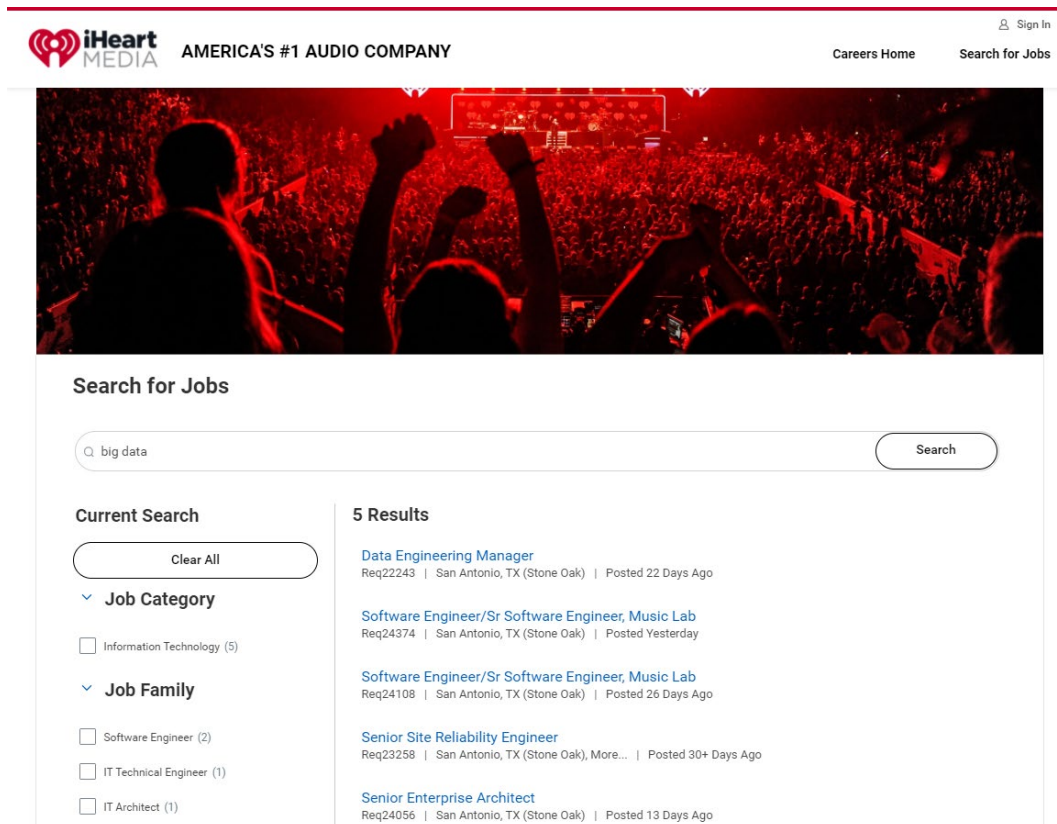 Sign In
iHeart
MEDIA
AMERICA'S #1 AUDIO COMPANY
Careers Home
Search for Jobs
Search for Jobs
big data
Search
Current Search
Clear All
Job Category
Information Technology (5)
Job Family
Software Engineer (2)
IT Technical Engineer (1)
IT Architect (1)
5 Results
Data Engineering Manager
Req22243 | San Antonio, TX (Stone Oak) | Posted 22 Days Ago
Software Engineer/Sr Software Engineer, Music Lab
Req24374 | San Antonio, TX (Stone Oak) | Posted Yesterday
Software Engineer/Sr Software Engineer, Music Lab
Req24108 | San Antonio, TX (Stone Oak) | Posted 26 Days Ago
Senior Site Reliability Engineer
Req23258 | San Antonio, TX (Stone Oak), More... | Posted 30+ Days Ago
Senior Enterprise Architect
Req24056 | San Antonio, TX (Stone Oak) | Posted 13 Days Ago